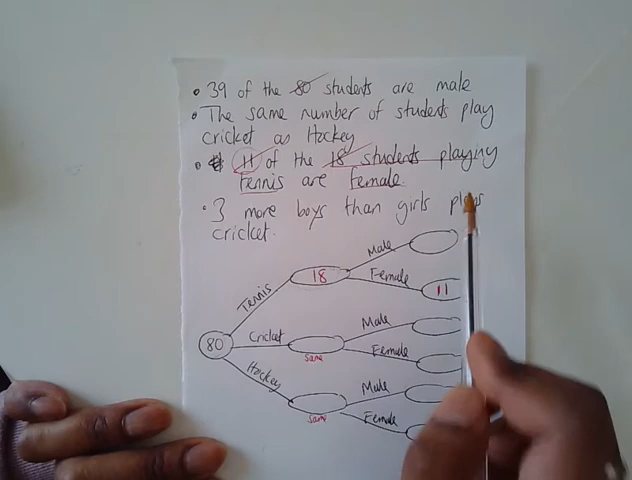 • 39 of the 80 students are male
• The same number of students play
cricket as Hockey
• 11 of the 18 students playing
tennis are female
• 3 more boys than girls plays
cricket.
Male
18
Tennis
Female
11
80
Cricket
same
Male
Female
Hockey
same
Male
Female